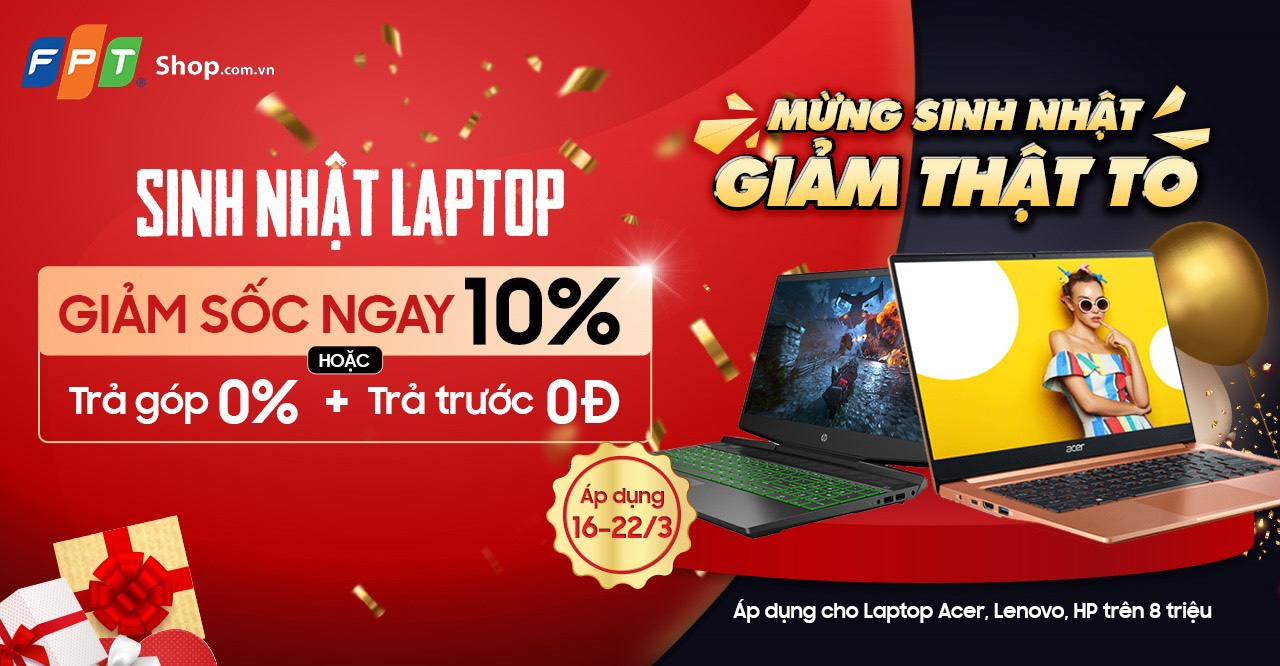 FPT Shop.com.vn
MỪNG SINH NHẬT
GIẢM THẬT TO
SINH NHẬT LAPTOP
GIẢM SỐC NGAY 10%
HOẶC
Trả góp 0% + Trả trước 0Đ
Áp dụng
16-22/3
hp
acer
Áp dụng cho Laptop Acer, Lenovo, HP trên 8 triệu